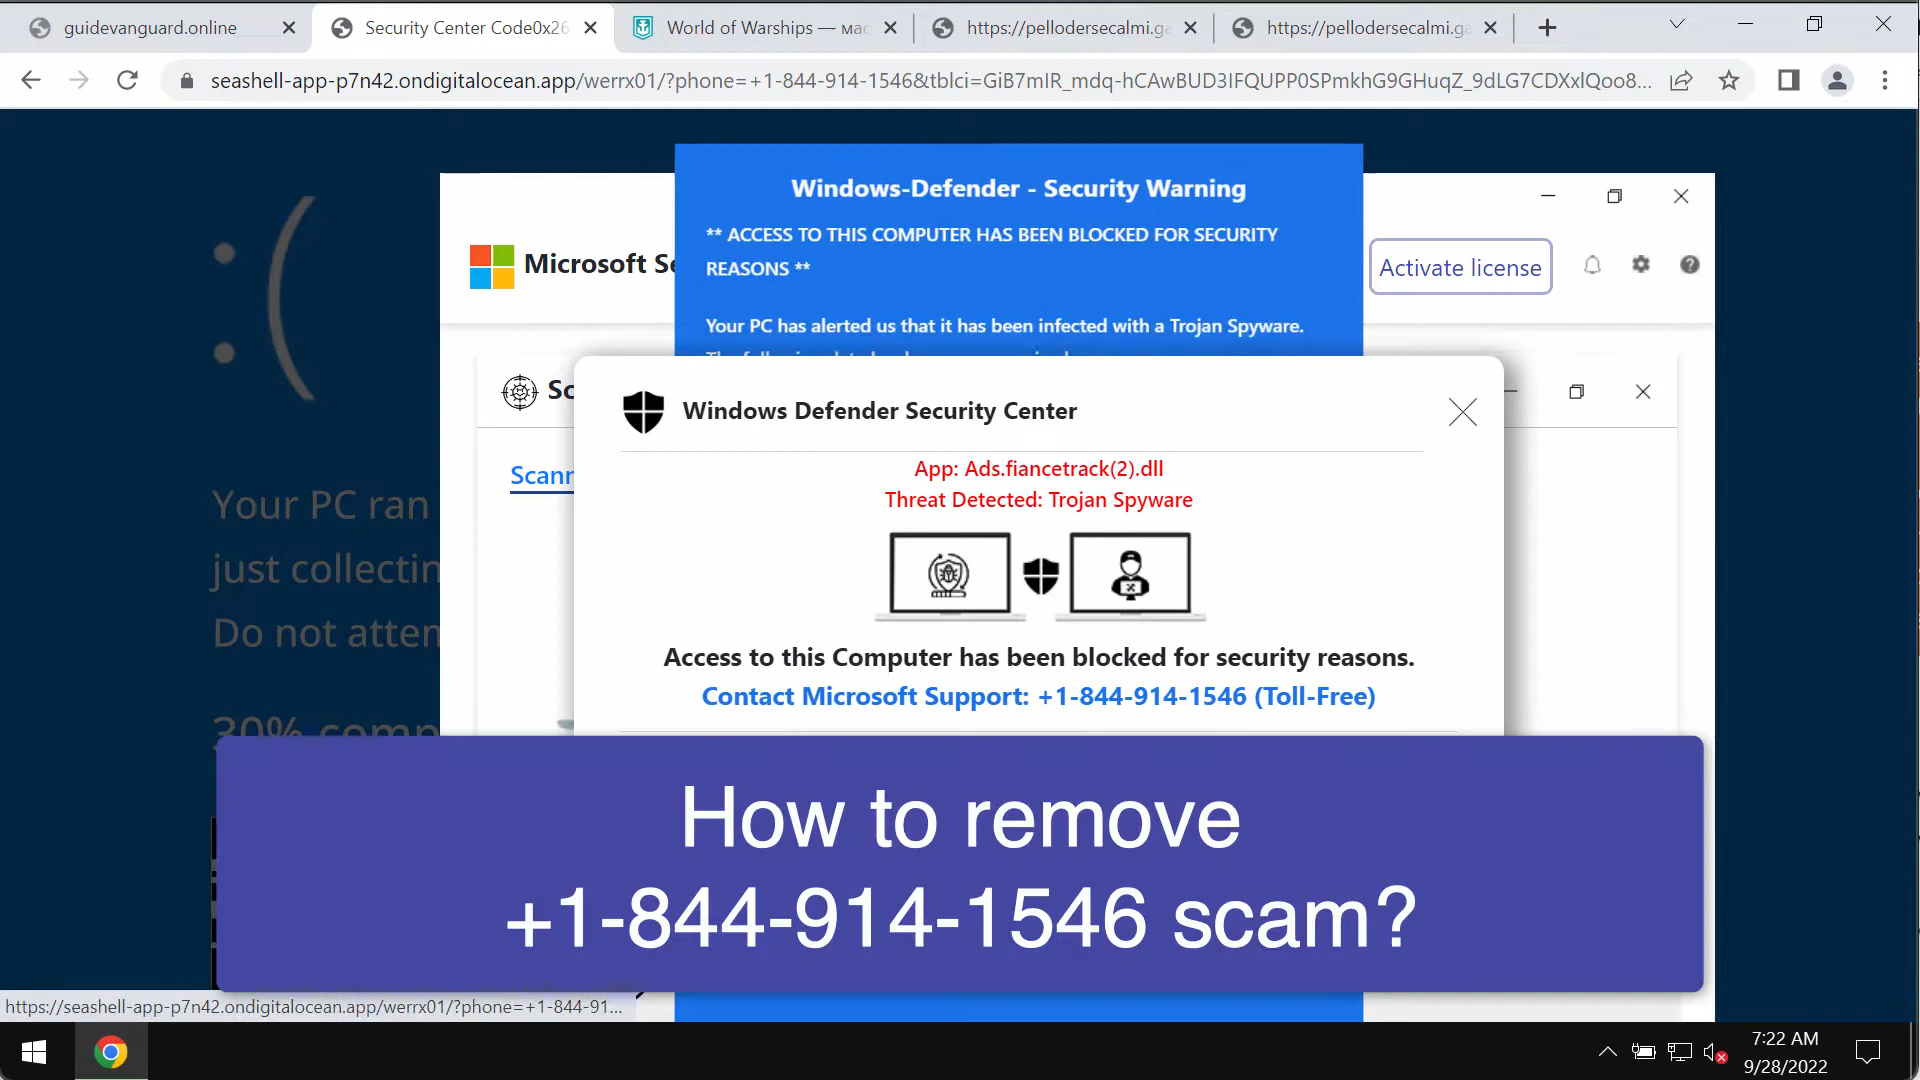 guidevanguard.online
Security Center Code0x26
World of Warships — мас
https://pellodersecalmi.ga
https://pellodersecalmi.ga
seashell-app-p7n42.ondigitalocean.app/werrx01/?phone=+1-844-914-1546&tblci=GiB7mIR_mdq-hCAwBUD3IFQUPP0SPmkhG9GHuqZ_9dLG7CDXxlQoo8...
Windows-Defender - Security Warning
** ACCESS TO THIS COMPUTER HAS BEEN BLOCKED FOR SECURITY
REASONS **
Microsoft Se
Activate license
Your PC has alerted us that it has been infected with a Trojan Spyware.
Sc
Windows Defender Security Center
Scann
App: Ads.fiancetrack(2).dll
Threat Detected: Trojan Spyware
Your PC ran
just collectin
Do not atten
Access to this Computer has been blocked for security reasons.
Contact Microsoft Support: +1-844-914-1546 (Toll-Free)
30% comp
How to remove
+1-844-914-1546 scam?
https://seashell-app-p7n42.ondigitalocean.app/werrx01/?phone=+1-844-91...
7:22 AM
9/28/2022